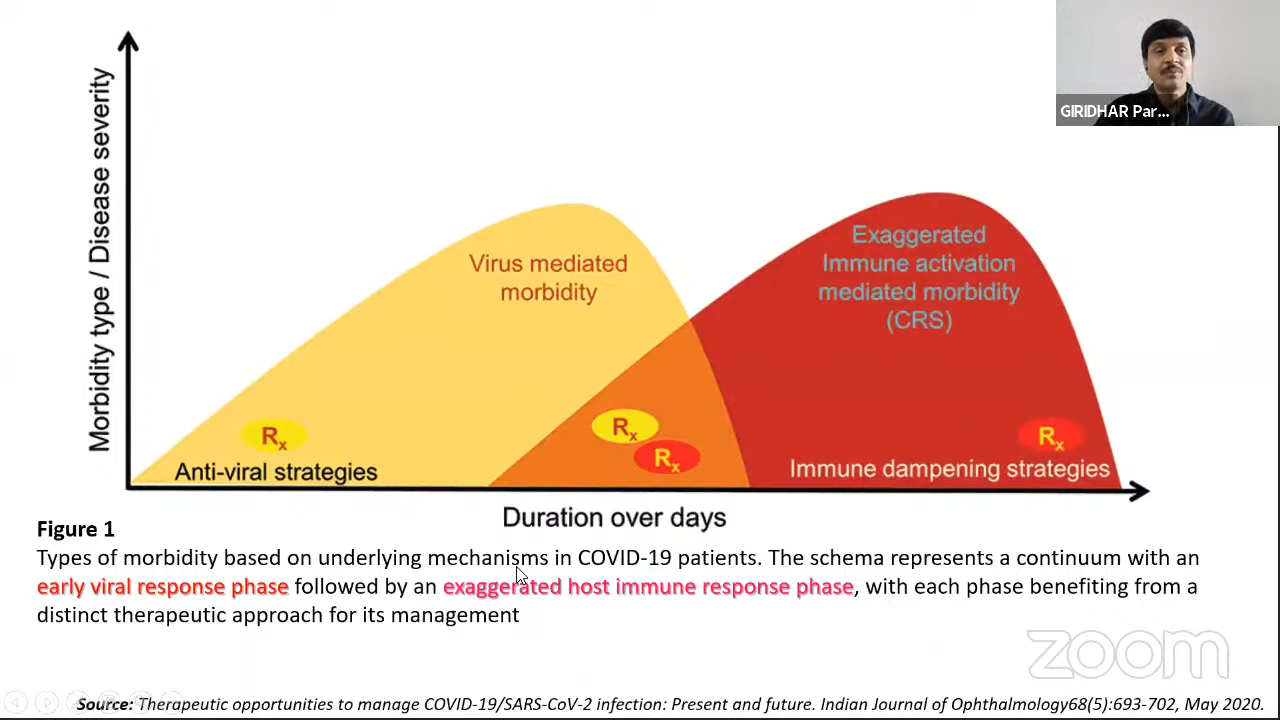 GIRIDHAR Par...
Morbidity type / Disease severity
Virus mediated
morbidity
Exaggerated
Immune activation
mediated morbidity
(CRS)
Rx
Rx
Rx
Rx
Anti-viral strategies
Immune dampening strategies
Duration over days
Figure 1
Types of morbidity based on underlying mechanisms in COVID-19 patients. The schema represents a continuum with an
early viral response phase followed by an exaggerated host immune response phase, with each phase benefiting from a
distinct therapeutic approach for its management
zoom
Source: Therapeutic opportunities to manage COVID-19/SARS-CoV-2 infection: Present and future. Indian Journal of Ophthalmology68(5):693-702, May 2020.